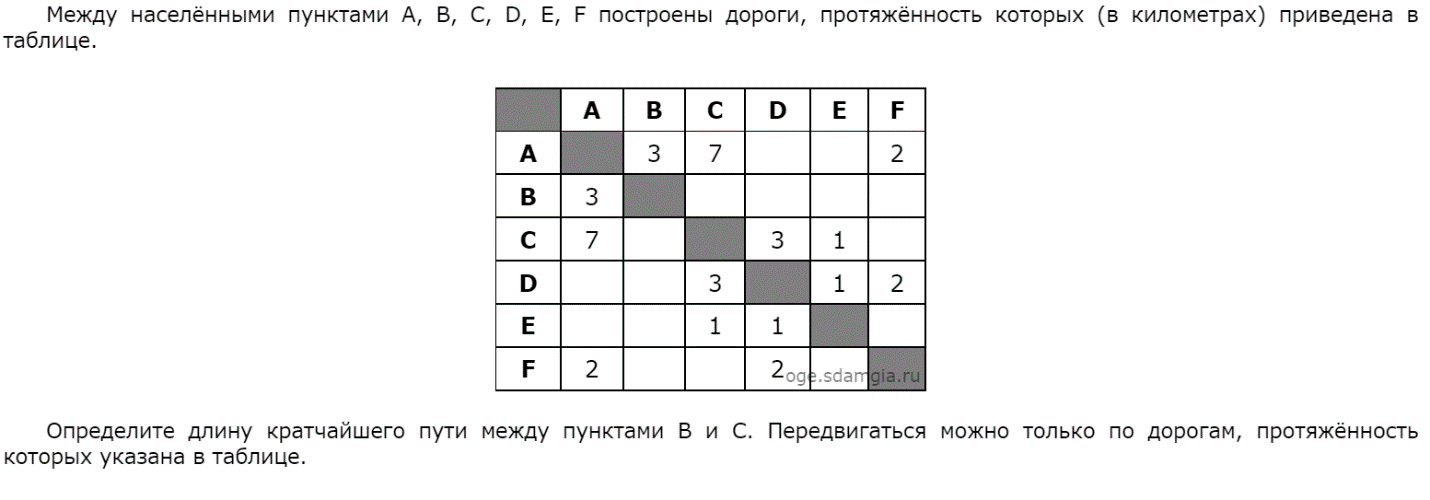 Между населёнными пунктами A, B, C, D, E, F построены дороги, протяжённость которых (в километрах) приведена в
таблице.
A B C D E F
A 3 7 2
B 3
C 7 3 1
D 3 1 2
E 1 1
F 2 2
oge.sdamgia.ru
Определите длину кратчайшего пути между пунктами B и C. Передвигаться можно только по дорогам, протяжённость
которых указана в таблице.